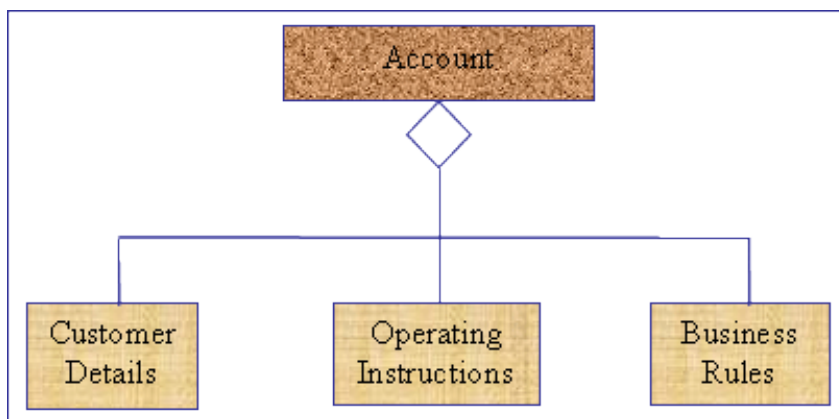 Account
Customer
Details
Operating
Instructions
Business
Rules